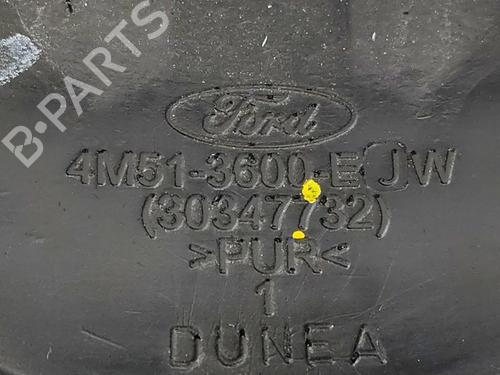 B-PARTS
Ford
4M51-3600-EJW
(30347732)
>PUR<
1
DUNEA